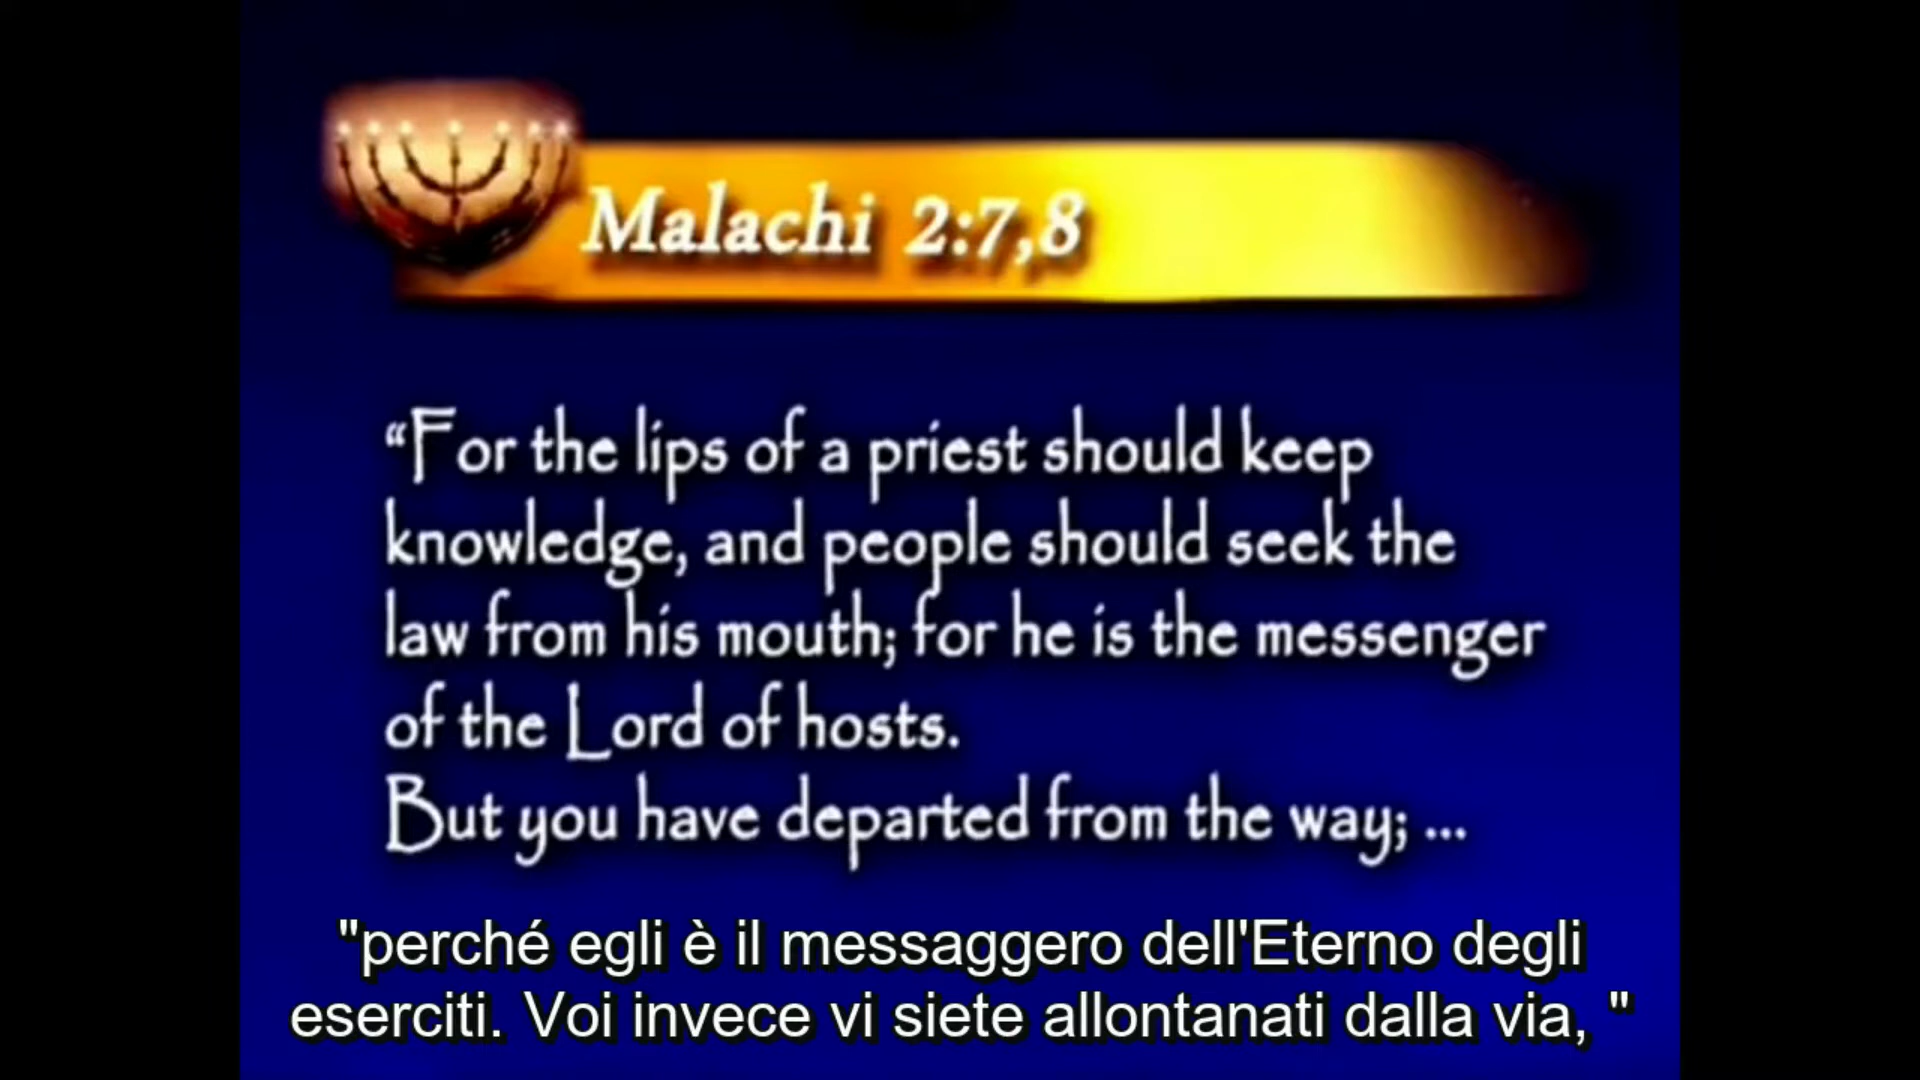 Malachi 2:7,8
“For the lips of a priest should keep
knowledge, and people should seek the
law from his mouth; for he is the messenger
of the Lord of hosts.
But you have departed from the way; ...
"perché egli è il messaggero dell'Eterno degli
eserciti. Voi invece vi siete allontanati dalla via, "